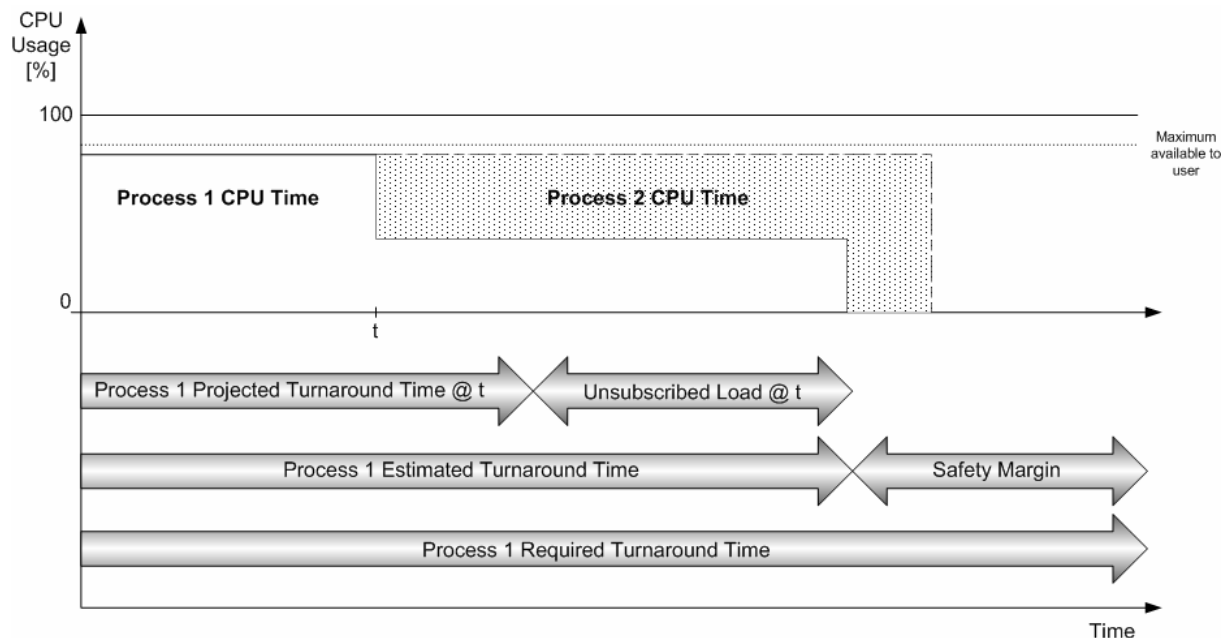 CPU
Usage
[%]
100
Maximum
available to
user
Process 1 CPU Time
Process 2 CPU Time
0
t
Process 1 Projected Turnaround Time @ t
Unsubscribed Load @ t
Process 1 Estimated Turnaround Time
Safety Margin
Process 1 Required Turnaround Time
Time